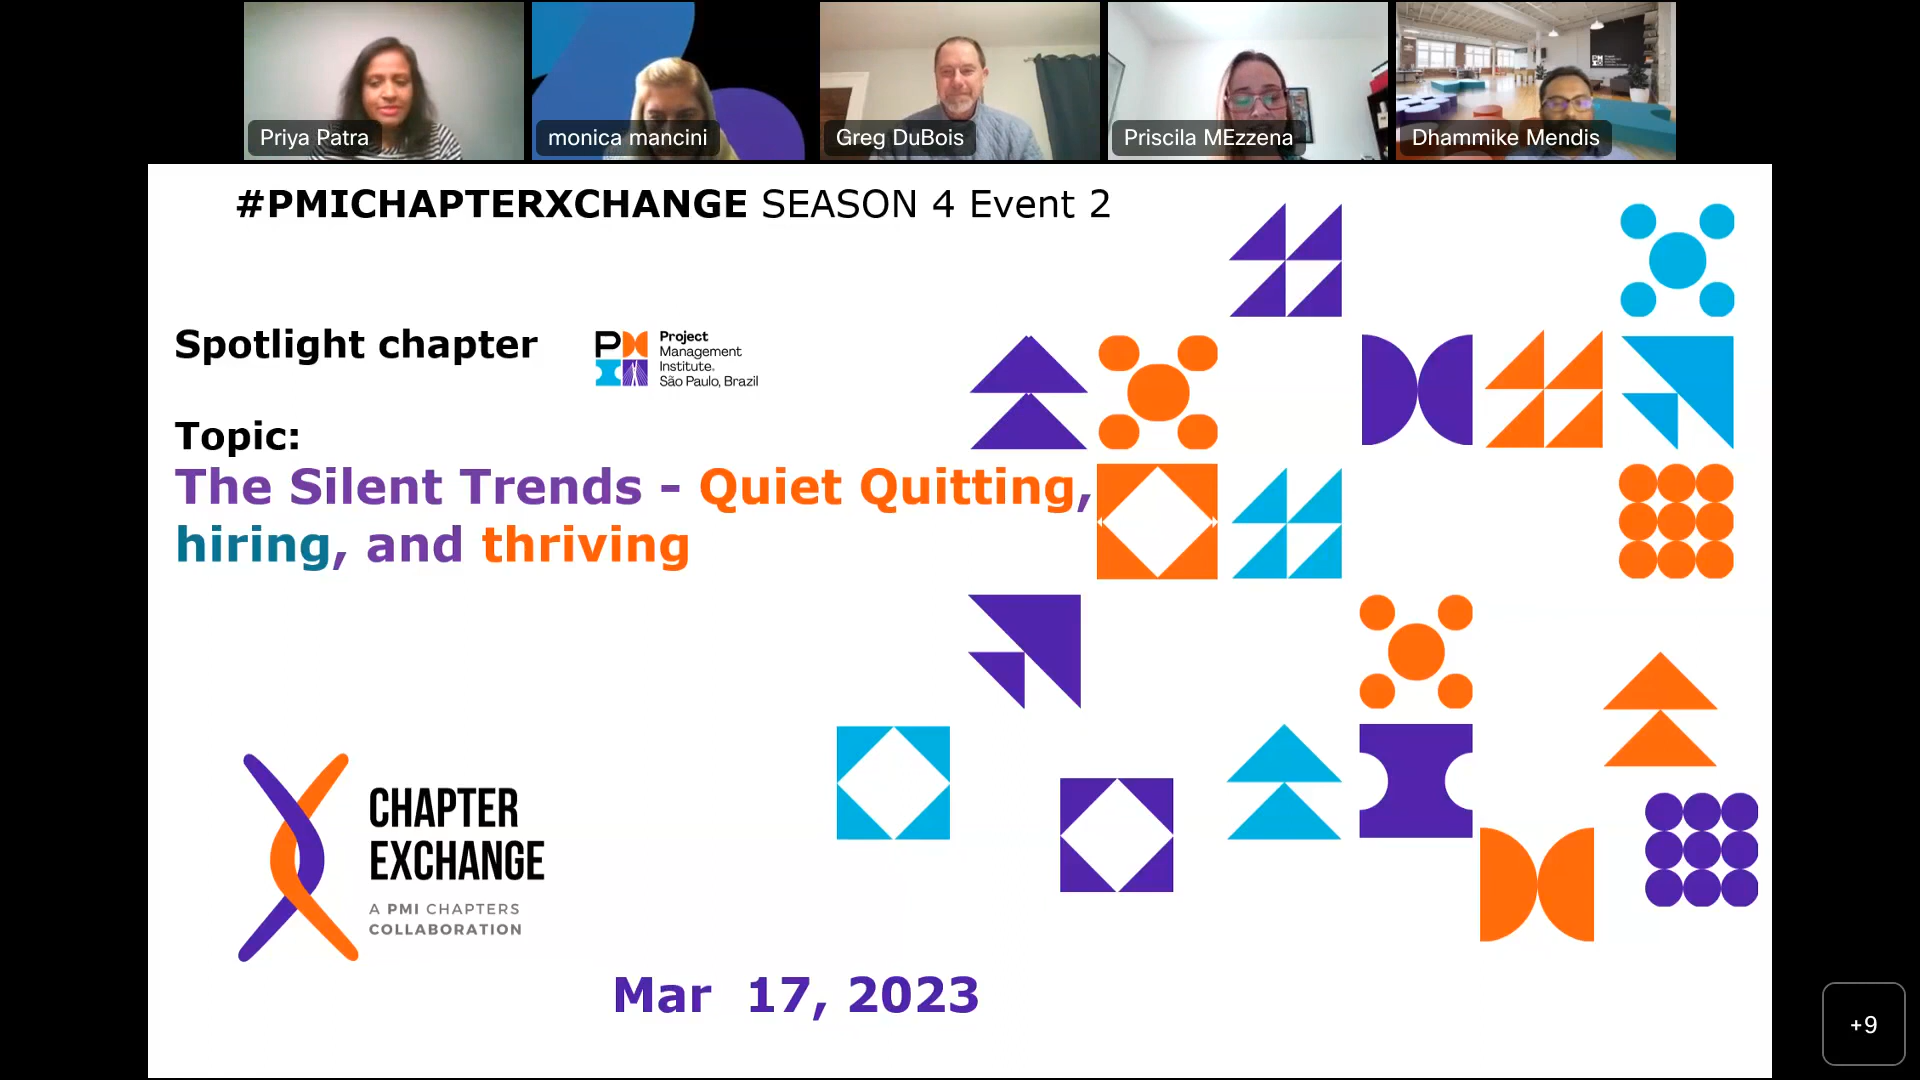 Priya Patra
monica mancini
Greg DuBois
Priscila MEzzena
Dhammike Mendis
#PMICHAPTERXCHANGE SEASON 4 Event 2
Spotlight chapter
Project
Management
Institute.
São Paulo, Brazil
Topic:
The Silent Trends - Quiet Quitting,
hiring, and thriving
CHAPTER
EXCHANGE
A PMI CHAPTERS
COLLABORATION
Mar 17, 2023
+9